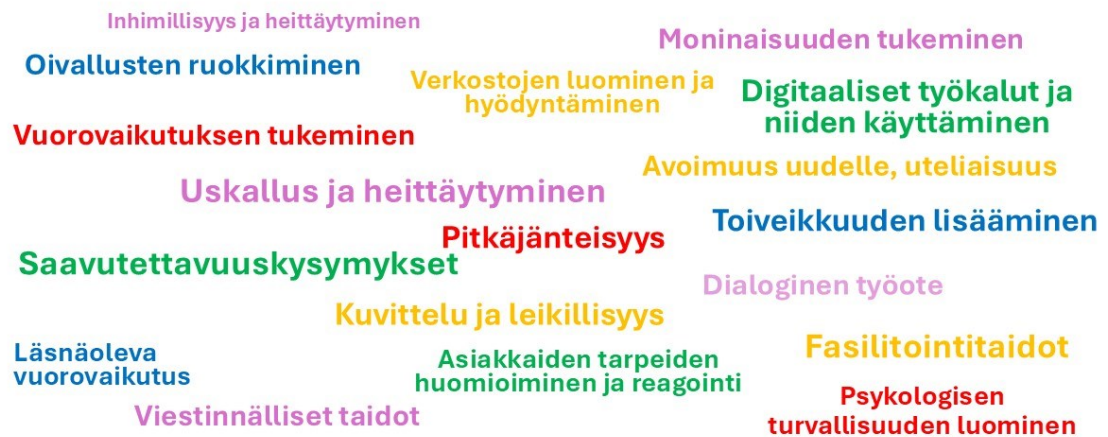 Inhimillisyys ja heittäytyminen
Moninaisuuden tukeminen
Oivallusten ruokkiminen
Verkostojen luominen ja
hyödyntäminen
Digitaaliset työkalut ja
niiden käyttäminen
Vuorovaikutuksen tukeminen
Avoimuus uudelle, uteliaisuus
Uskallus ja heittäytyminen
Toiveikkuuden lisääminen
Pitkäjänteisyys
Saavutettavuuskysymykset
Dialoginen työote
Kuvittelu ja leikillisyys
Fasilitointitaidot
Läsnäoleva
vuorovaikutus
Asiakkaiden tarpeiden
huomioiminen ja reagointi
Psykologisen
turvallisuuden luominen
Viestinnälliset taidot